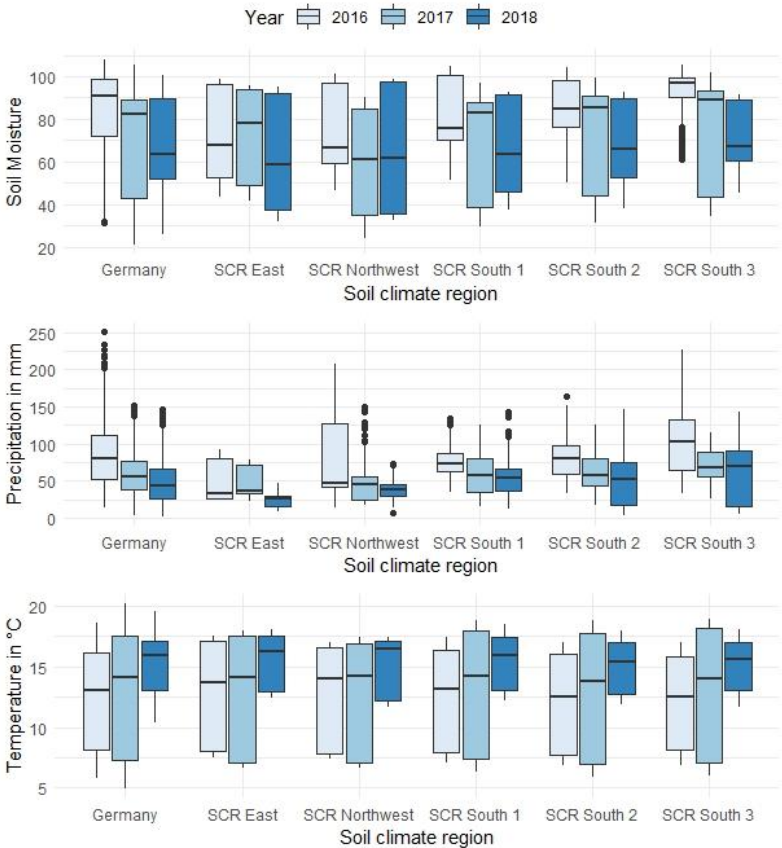 Year 2016 2017 2018
Soil Moisture
100
80
60
40
20
Germany SCR East SCR Northwest SCR South 1 SCR South 2 SCR South 3
Soil climate region
Precipitation in mm
250
200
150
100
50
0
Germany SCR East SCR Northwest SCR South 1 SCR South 2 SCR South 3
Soil climate region
Temperature in °C
20
15
10
5
Germany SCR East SCR Northwest SCR South 1 SCR South 2 SCR South 3
Soil climate region